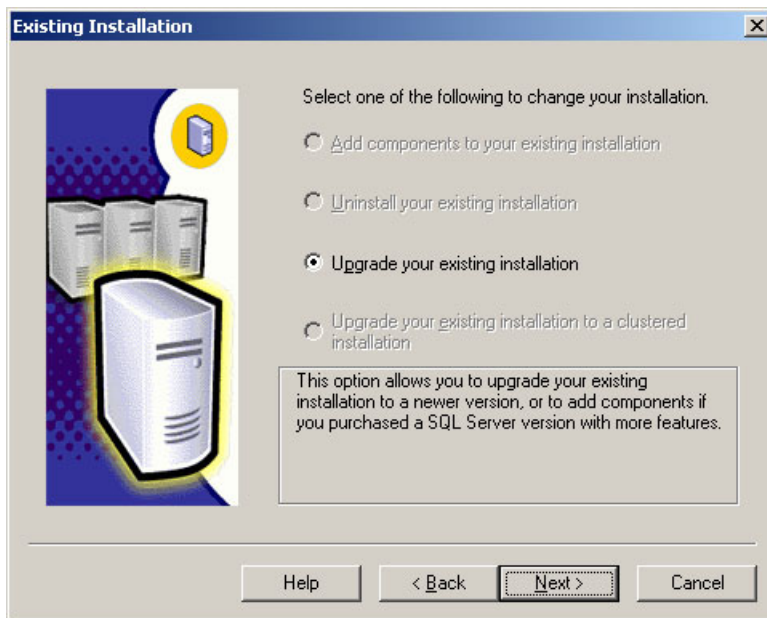 Existing Installation
Select one of the following to change your installation.
Add components to your existing installation
Uninstall your existing installation
Upgrade your existing installation
Upgrade your existing installation to a clustered
installation
This option allows you to upgrade your existing
installation to a newer version, or to add components if
you purchased a SQL Server version with more features.
Help
< Back
Next >
Cancel